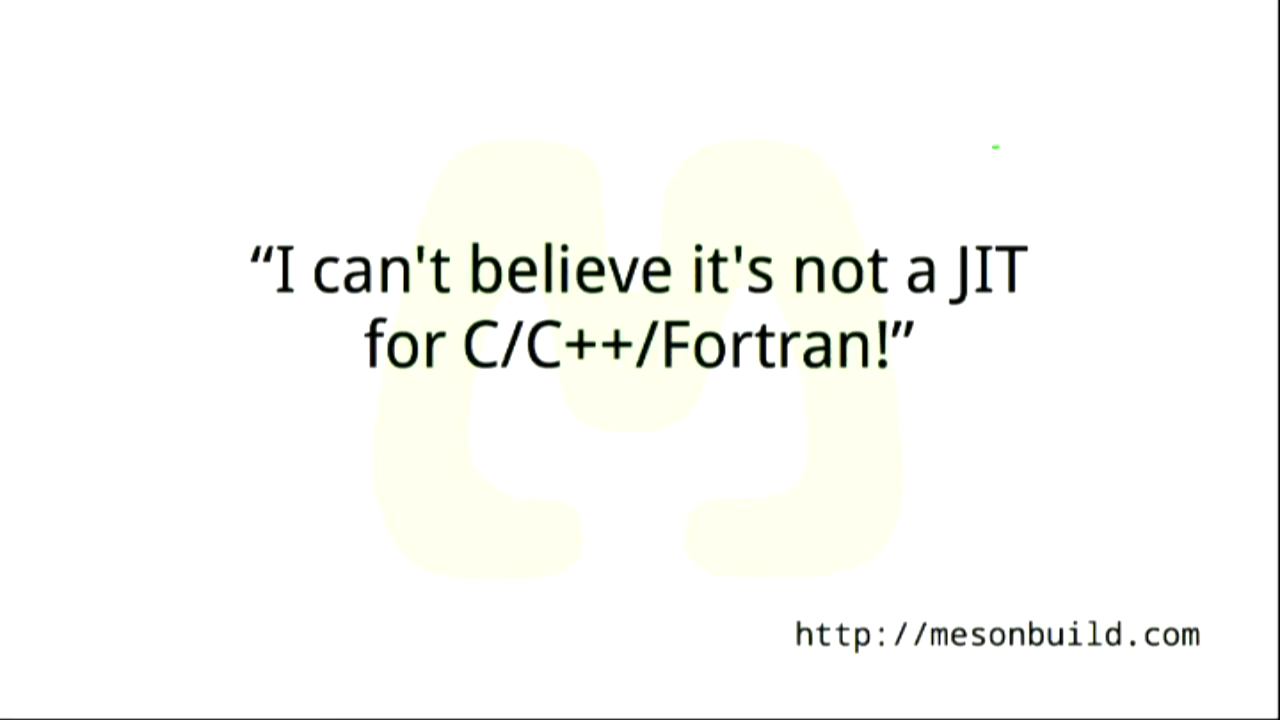 “I can't believe it's not a JIT
for C/C++/Fortran!”
http://mesonbuild.com